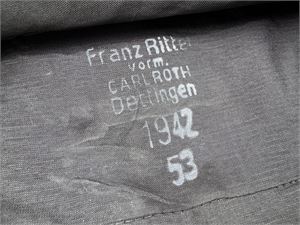 Franz Ritter
vorm.
CARL ROTH
Dettingen
1942
53